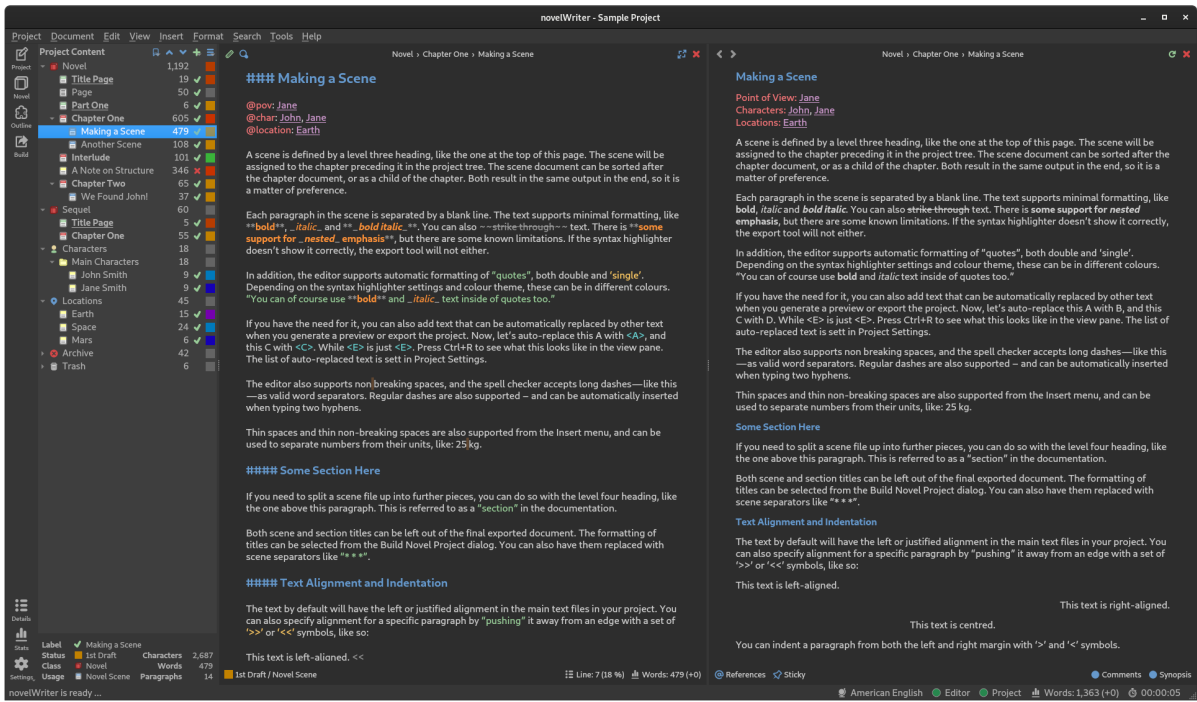 novelWriter - Sample Project
Project Document Edit View Insert Format Search Tools Help
Project
Novel
Outline
Build
Project Content
Novel 1,192
Title Page 19
Page 50
Part One 6
Chapter One 605
Making a Scene 479
Another Scene 108
Interlude 101
A Note on Structure 346
Chapter Two 65
We Found John! 37
Sequel 60
Title Page 5
Chapter One 55
Characters 18
Main Characters 18
John Smith 9
Jane Smith 9
Locations 45
Earth 15
Space 24
Mars 6
Archive 42
Trash 6
Details
Stats
Settings
Label Making a Scene
Status 1st Draft Characters 2,687
Class Novel Words 479
Usage Novel Scene Paragraphs 14
Novel › Chapter One › Making a Scene
### Making a Scene
@pov: Jane
@char: John, Jane
@location: Earth
A scene is defined by a level three heading, like the one at the top of this page. The scene will be
assigned to the chapter preceding it in the project tree. The scene document can be sorted after
the chapter document, or as a child of the chapter. Both result in the same output in the end, so it is
a matter of preference.
Each paragraph in the scene is separated by a blank line. The text supports minimal formatting, like
**bold**, _italic_ and **_bold italic_**. You can also ~~strike through~~ text. There is **some
support for _nested_ emphasis**, but there are some known limitations. If the syntax highlighter
doesn’t show it correctly, the export tool will not either.
In addition, the editor supports automatic formatting of “quotes”, both double and ‘single’.
Depending on the syntax highlighter settings and colour theme, these can be in different colours.
“You can of course use **bold** and _italic_ text inside of quotes too.”
If you have the need for it, you can also add text that can be automatically replaced by other text
when you generate a preview or export the project. Now, let’s auto-replace this A with <A>, and
this C with <C>. While <E> is just <E>. Press Ctrl+R to see what this looks like in the view pane.
The list of auto-replaced text is sett in Project Settings.
The editor also supports non breaking spaces, and the spell checker accepts long dashes—like this
—as valid word separators. Regular dashes are also supported – and can be automatically inserted
when typing two hyphens.
Thin spaces and thin non-breaking spaces are also supported from the Insert menu, and can be
used to separate numbers from their units, like: 25 kg.
#### Some Section Here
If you need to split a scene file up into further pieces, you can do so with the level four heading, like
the one above this paragraph. This is referred to as a “section” in the documentation.
Both scene and section titles can be left out of the final exported document. The formatting of
titles can be selected from the Build Novel Project dialog. You can also have them replaced with
scene separators like “* * *”.
#### Text Alignment and Indentation
The text by default will have the left or justified alignment in the main text files in your project. You
can also specify alignment for a specific paragraph by “pushing” it away from an edge with a set of
‘>>’ or ‘<<’ symbols, like so:
This text is left-aligned. <<
1st Draft / Novel Scene Line: 7 (18 %) Words: 479 (+0)
Novel › Chapter One › Making a Scene
Making a Scene
Point of View: Jane
Characters: John, Jane
Locations: Earth
A scene is defined by a level three heading, like the one at the top of this page. The scene will be
assigned to the chapter preceding it in the project tree. The scene document can be sorted after the
chapter document, or as a child of the chapter. Both result in the same output in the end, so it is a
matter of preference.
Each paragraph in the scene is separated by a blank line. The text supports minimal formatting, like
bold, italic and bold italic. You can also strike through text. There is some support for nested
emphasis, but there are some known limitations. If the syntax highlighter doesn’t show it correctly,
the export tool will not either.
In addition, the editor supports automatic formatting of “quotes”, both double and ‘single’.
Depending on the syntax highlighter settings and colour theme, these can be in different colours.
“You can of course use bold and italic text inside of quotes too.”
If you have the need for it, you can also add text that can be automatically replaced by other text
when you generate a preview or export the project. Now, let’s auto-replace this A with B, and this
C with D. While <E> is just <E>. Press Ctrl+R to see what this looks like in the view pane. The list of
auto-replaced text is sett in Project Settings.
The editor also supports non breaking spaces, and the spell checker accepts long dashes—like this
—as valid word separators. Regular dashes are also supported – and can be automatically inserted
when typing two hyphens.
Thin spaces and thin non-breaking spaces are also supported from the Insert menu, and can be
used to separate numbers from their units, like: 25 kg.
Some Section Here
If you need to split a scene file up into further pieces, you can do so with the level four heading, like
the one above this paragraph. This is referred to as a “section” in the documentation.
Both scene and section titles can be left out of the final exported document. The formatting of
titles can be selected from the Build Novel Project dialog. You can also have them replaced with
scene separators like “* * *”.
Text Alignment and Indentation
The text by default will have the left or justified alignment in the main text files in your project. You
can also specify alignment for a specific paragraph by “pushing” it away from an edge with a set of
‘>>’ or ‘<<’ symbols, like so:
This text is left-aligned.
This text is right-aligned.
This text is centred.
You can indent a paragraph from both the left and right margin with ‘>’ and ‘<’ symbols.
References Sticky Comments Synopsis
novelWriter is ready ... American English Editor Project Words: 1,363 (+0) 00:00:05